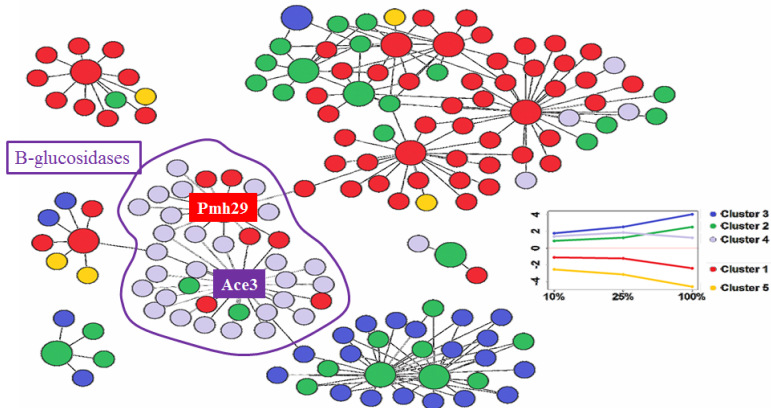 B-glucosidases
Pmh29
Ace3
4
2
0
-2
-4
10%
25%
100%
Cluster 3
Cluster 2
Cluster 4
Cluster 1
Cluster 5